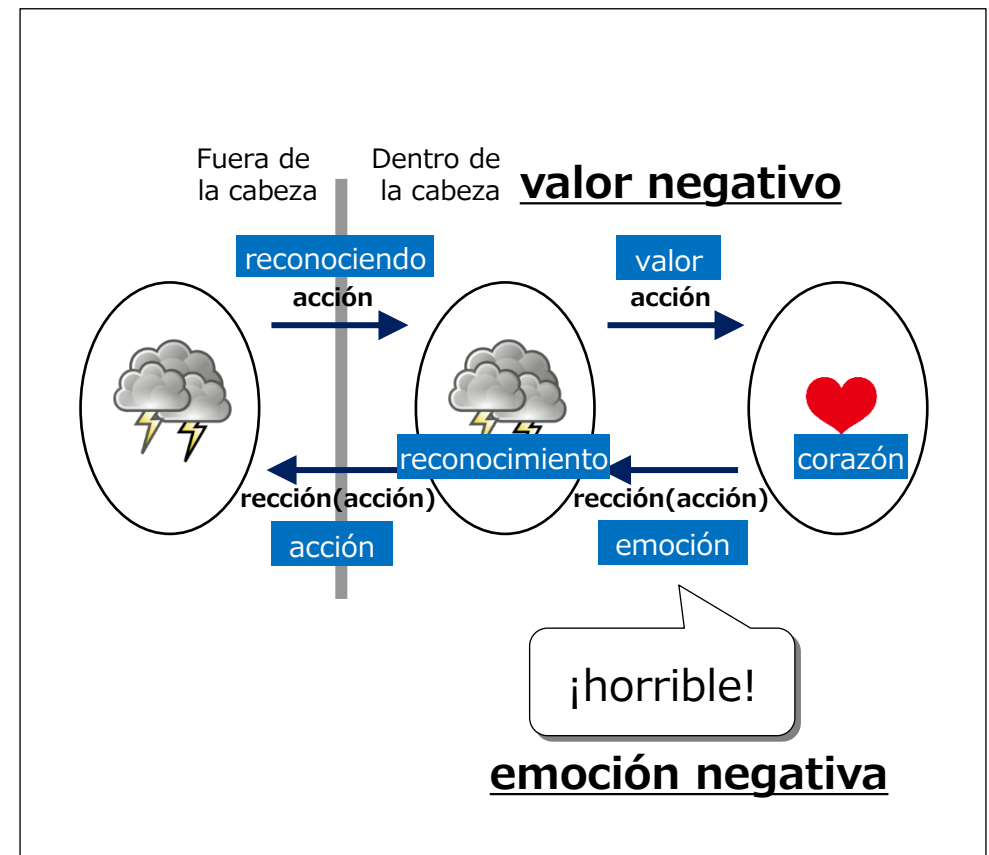 Fuera de
la cabeza
Dentro de
la cabeza
valor negativo
reconociendo
acción
valor
acción
reconocimiento
corazón
rección(acción)
acción
rección(acción)
emoción
¡horrible!
emoción negativa